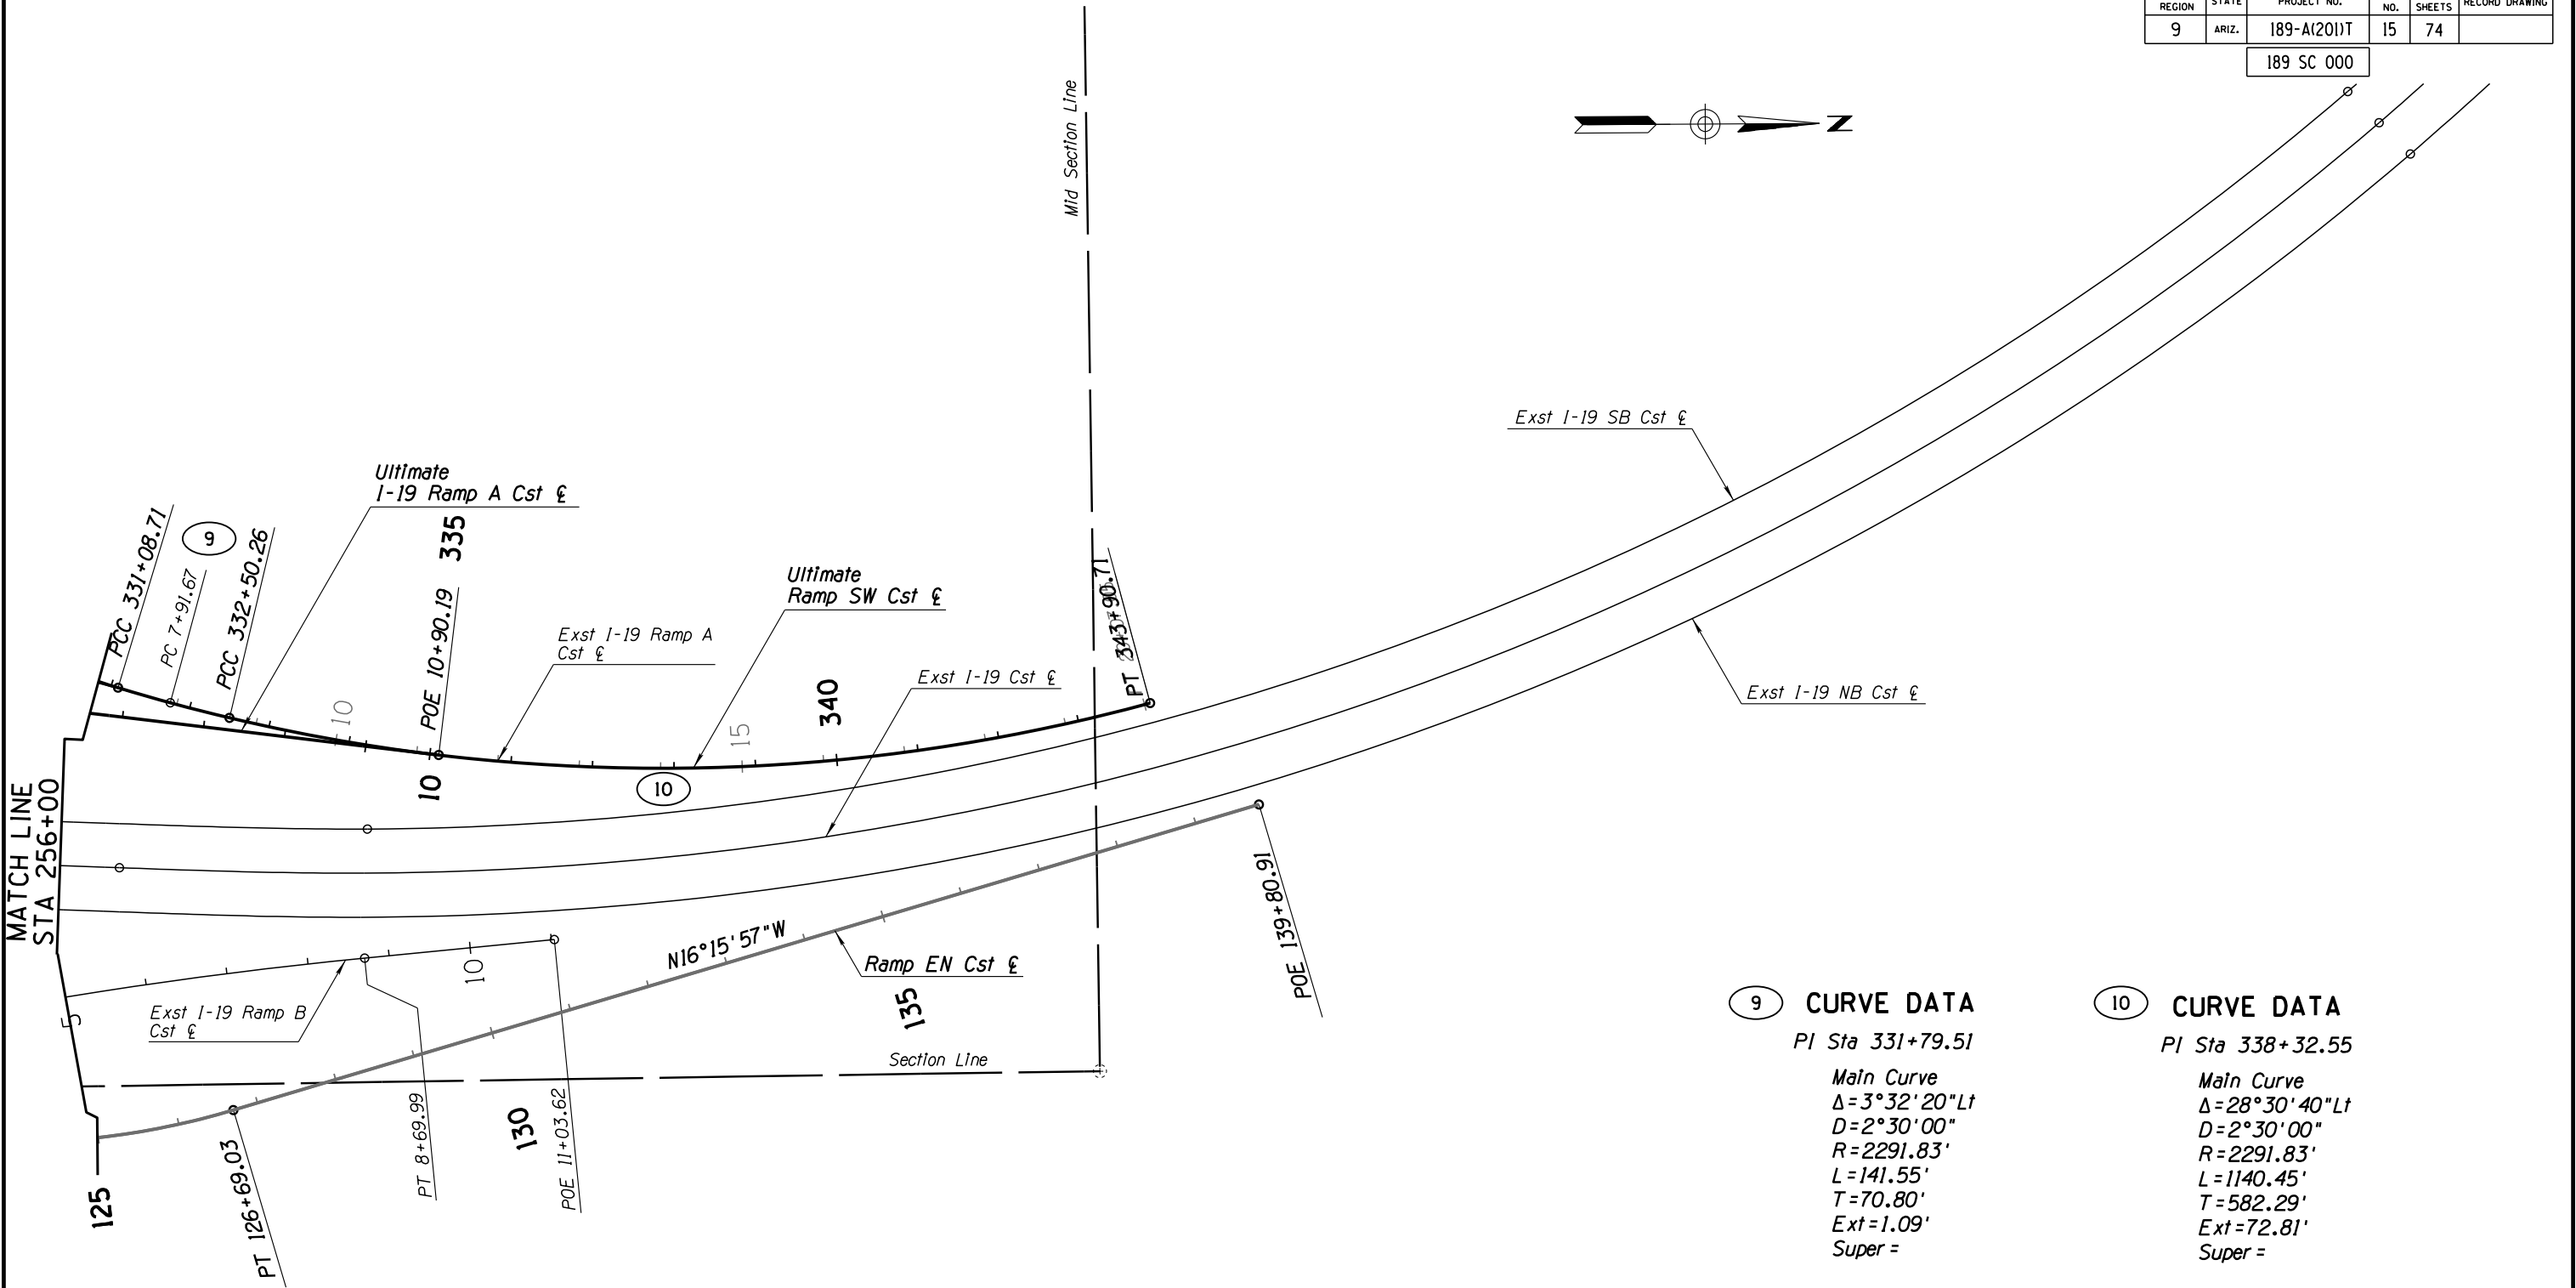 REGION STATE PROJECT NO. NO. SHEETS RECORD DRAWING
9 ARIZ. 189-A(201)T 15 74
189 SC 000
N
Mid Section Line
Exst I-19 SB Cst ℄
Exst I-19 NB Cst ℄
Ultimate
I-19 Ramp A Cst ℄
335
PCC 331+08.71
9
PC 7+91.67
PCC 332+50.26
POE 10+90.19
10
10
Exst I-19 Ramp A
Cst ℄
Ultimate
Ramp SW Cst ℄
Exst I-19 Cst ℄
15
340
10
PT 343+90.71
MATCH LINE
STA 256+00
N16°15'57"W
Ramp EN Cst ℄
135
POE 139+80.91
10
Exst I-19 Ramp B
Cst ℄
5
Section Line
PT 8+69.99
130
POE 11+03.62
125
PT 126+69.03
9 CURVE DATA
PI Sta 331+79.51
Main Curve
Δ=3°32'20"Lt
D=2°30'00"
R=2291.83'
L=141.55'
T=70.80'
Ext=1.09'
Super=
10 CURVE DATA
PI Sta 338+32.55
Main Curve
Δ=28°30'40"Lt
D=2°30'00"
R=2291.83'
L=1140.45'
T=582.29'
Ext=72.81'
Super=